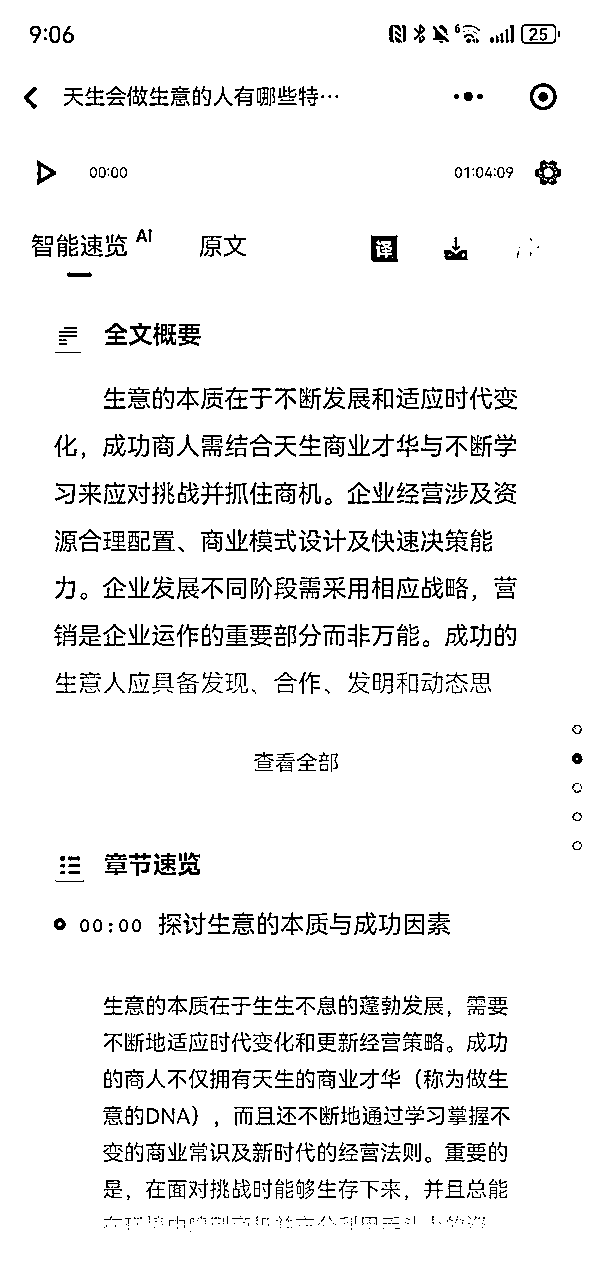 9:06
6
25
天生会做生意的人有哪些特…
00:00
01:04:09
智能速览 AI
原文
译
全文概要
生意的本质在于不断发展和适应时代变
化，成功商人需结合天生商业才华与不断学
习来应对挑战并抓住商机。企业经营涉及资
源合理配置、商业模式设计及快速决策能
力。企业发展不同阶段需采用相应战略，营
销是企业运作的重要部分而非万能。成功的
生意人应具备发现、合作、发明和动态思
查看全部
章节速览
00:00 探讨生意的本质与成功因素
生意的本质在于生生不息的蓬勃发展，需要
不断地适应时代变化和更新经营策略。成功
的商人不仅拥有天生的商业才华（称为做生
意的DNA），而且还不断地通过学习掌握不
变的商业常识及新时代的经营法则。重要的
是，在面对挑战时能够生存下来，并且总能